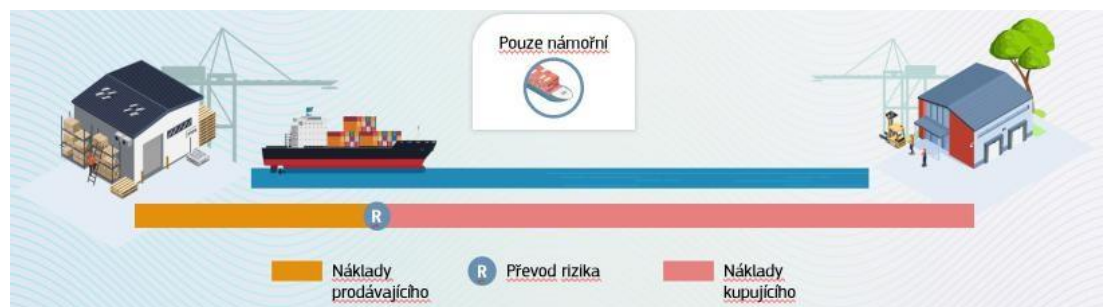 Pouze námořní
R
Náklady
prodávajícího
R
Převod rizika
Náklady
kupujícího